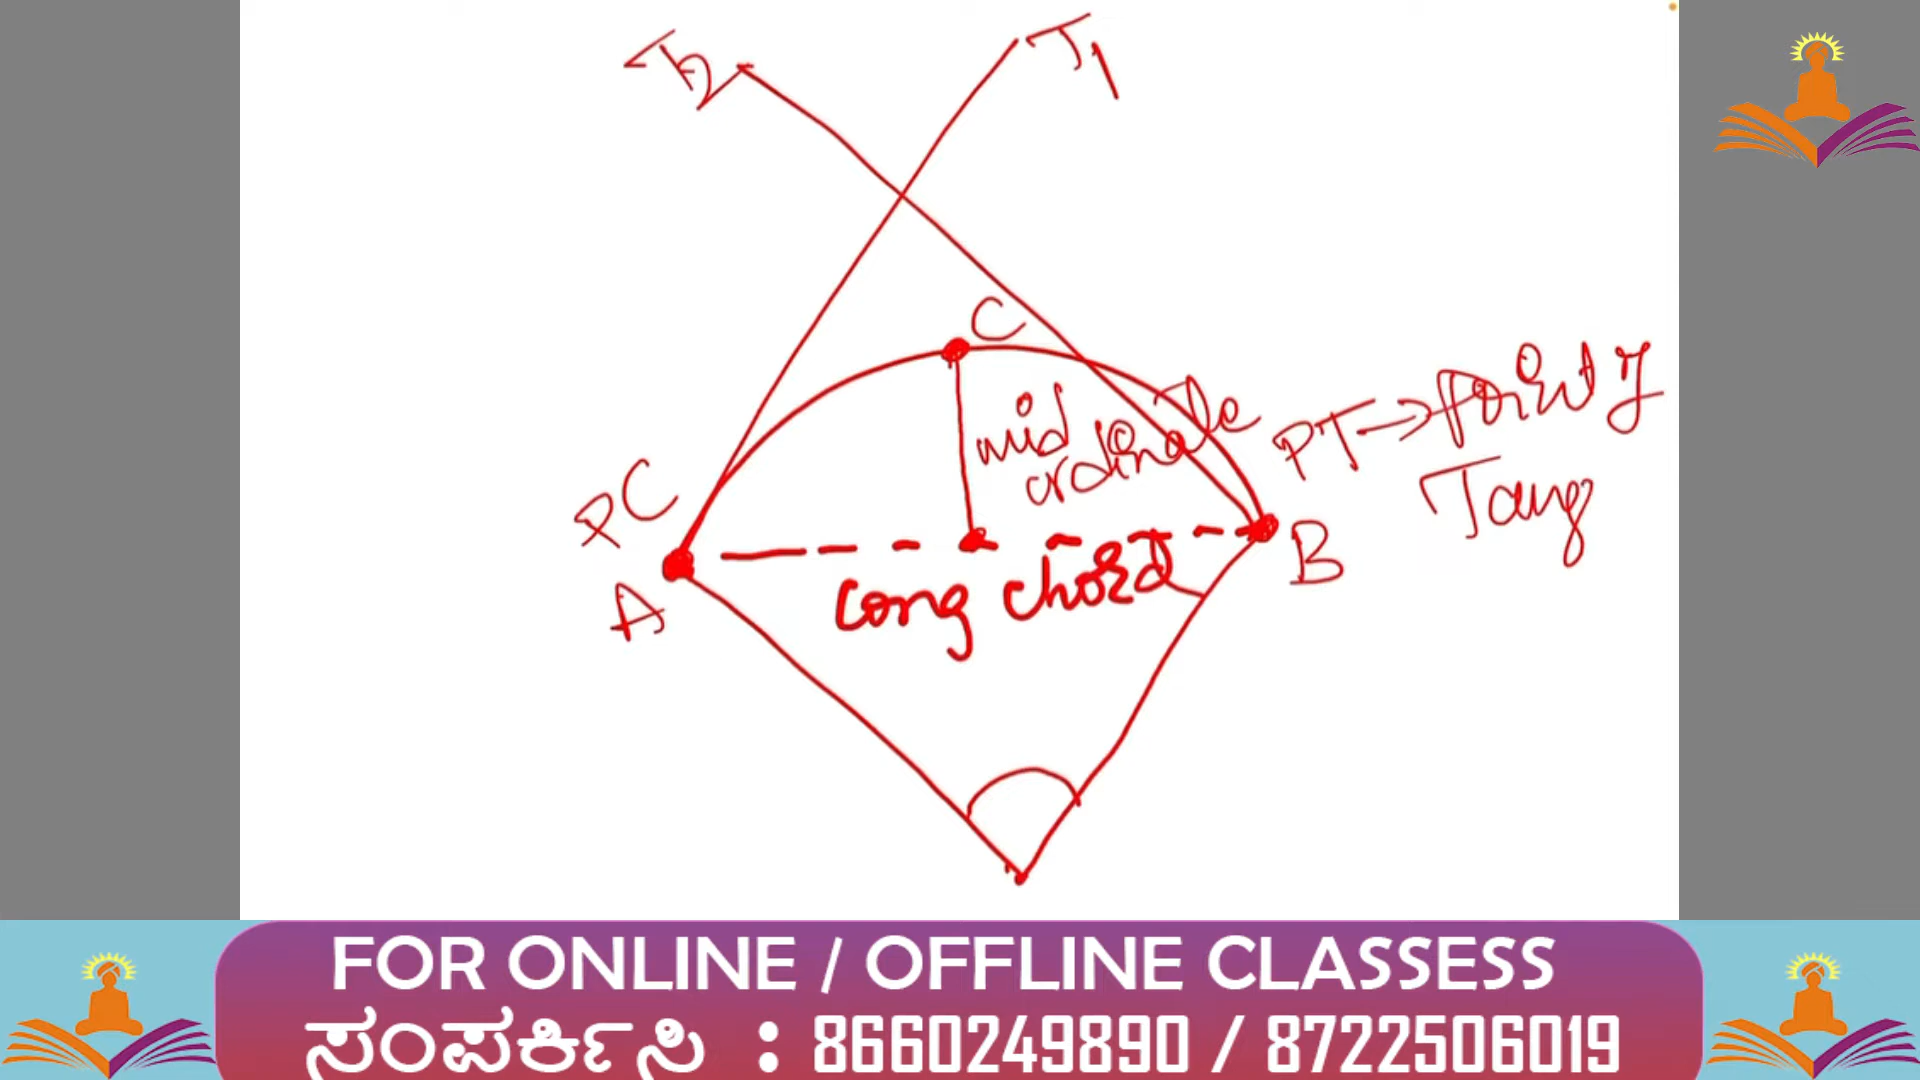 T2
T1
C
mid
ordinate
PC
PT → Point of
Tang
A
Long chord
B
FOR ONLINE / OFFLINE CLASSESS
ಸಂಪರ್ಕಿಸಿ : 8660249890 / 8722506019